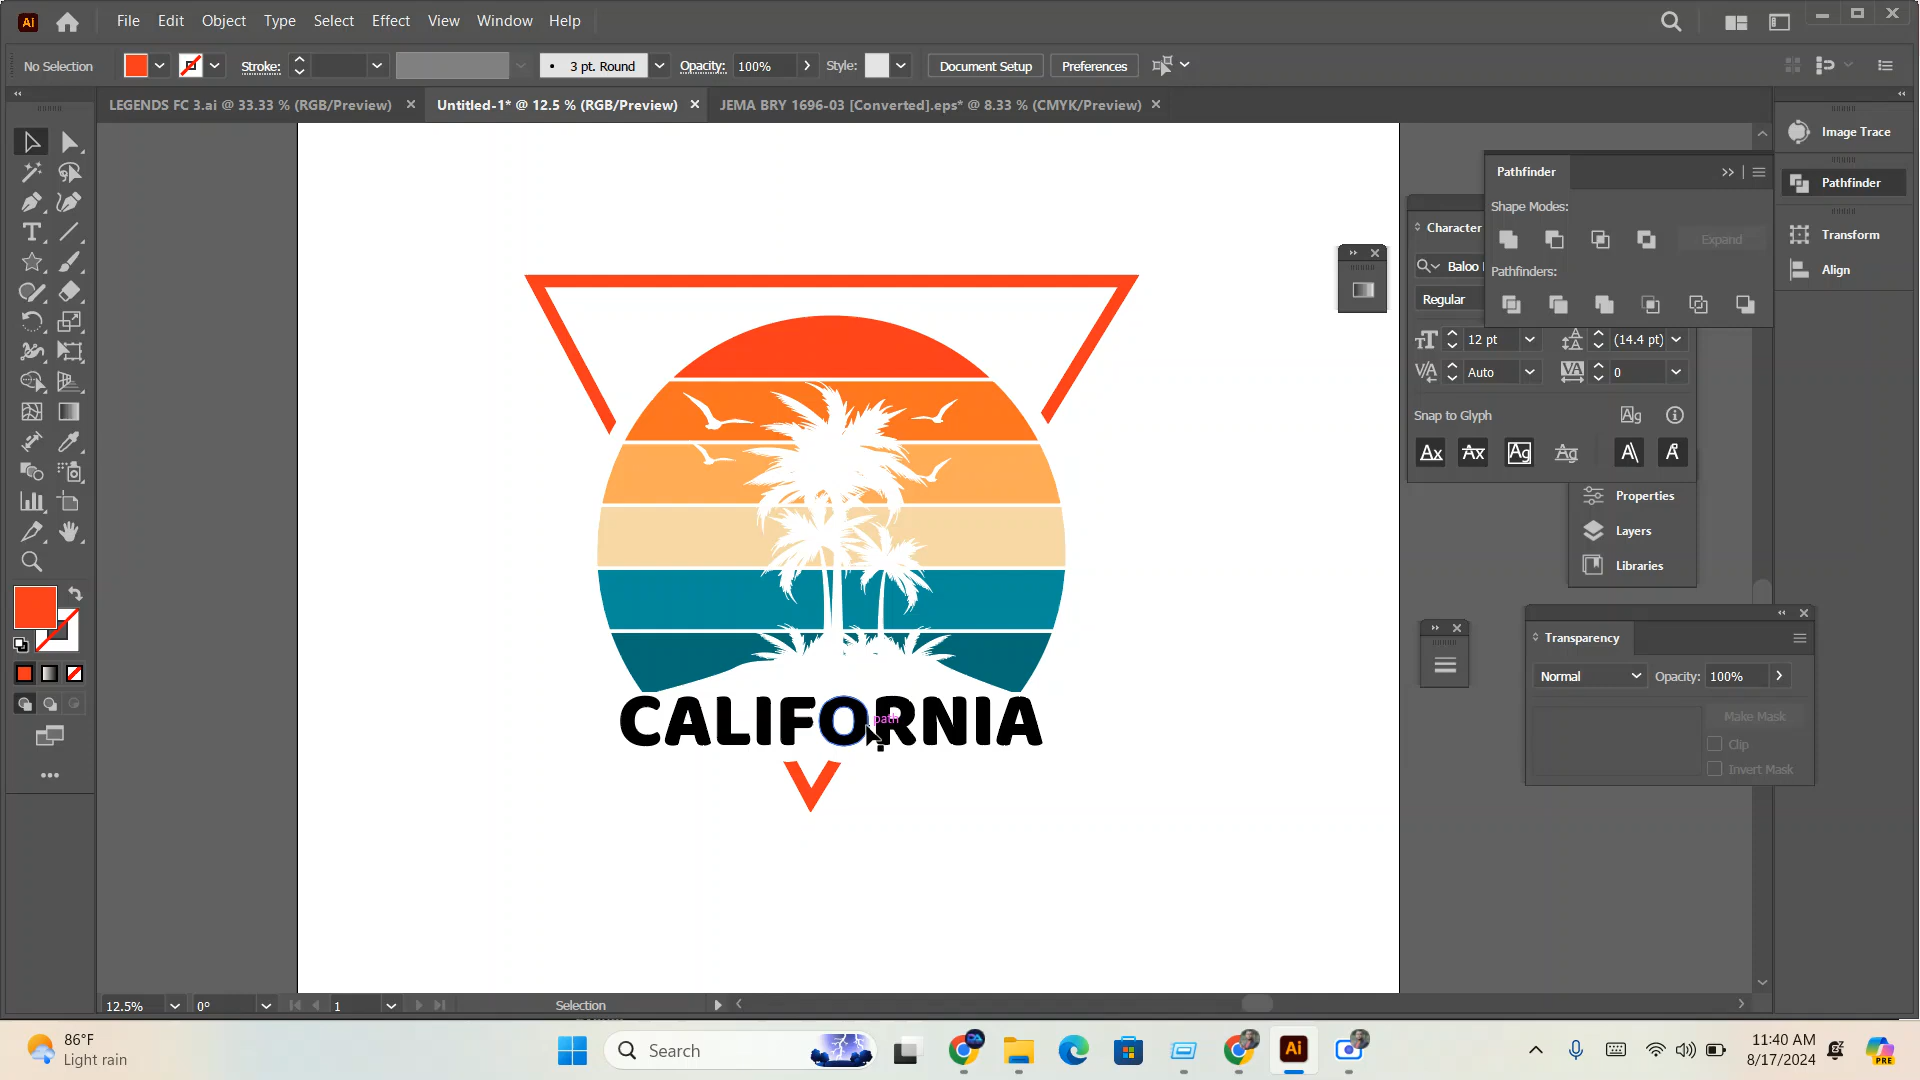 Ai File Edit Object Type Select Effect View Window Help
No Selection Stroke: 3 pt. Round Opacity: 100% Style: Document Setup Preferences
LEGENDS FC 3.ai @ 33.33 % (RGB/Preview) Untitled-1* @ 12.5 % (RGB/Preview) JEMA BRY 1696-03 [Converted].eps* @ 8.33 % (CMYK/Preview)
Image Trace
Pathfinder
Transform
Align
Pathfinder
Shape Modes:
Expand
Pathfinders:
Character
Baloo
Regular
12 pt (14.4 pt)
Auto 0
Snap to Glyph
Properties
Layers
Libraries
Transparency
Normal Opacity: 100%
Make Mask
Clip
Invert Mask
CALIFORNIA
path
12.5% 0° 1 Selection
86°F
Light rain
Search
Ai
11:40 AM
8/17/2024
PRE